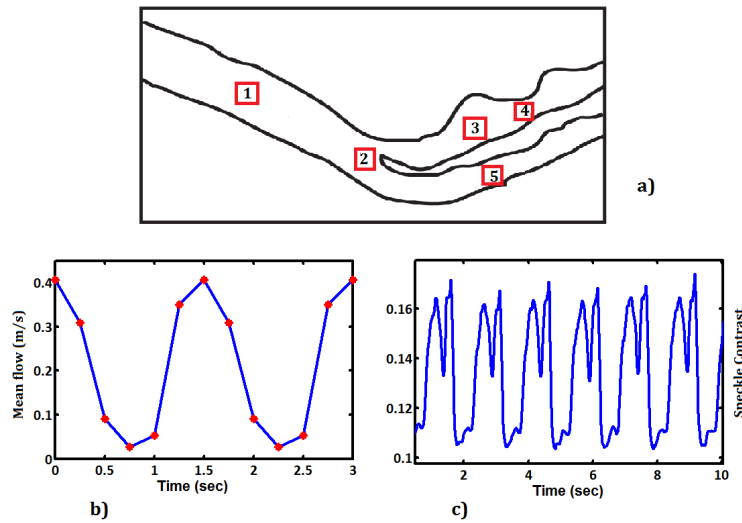 1
2
3
4
5
a)
Mean flow (m/s)
0.4
0.3
0.2
0.1
0
0 0.5 1 1.5 2 2.5 3
Time (sec)
b)
0.16
0.14
0.12
0.110
0.1
2 4 6 8 10
Time (sec)
Speckle Contrast
c)